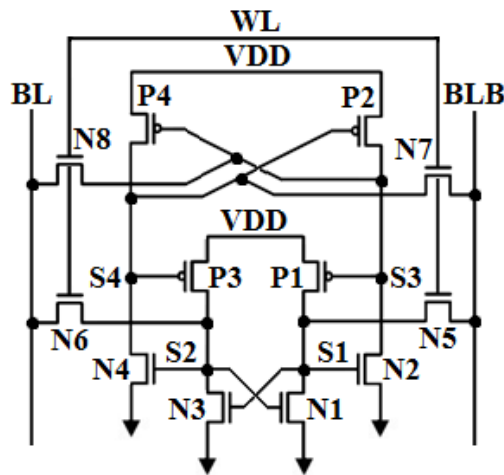 WL
VDD
BL P4 P2 BLB
N8 N7
VDD
S4 P3 P1 S3
N6 N5
S2 S1
N4 N3 N1 N2